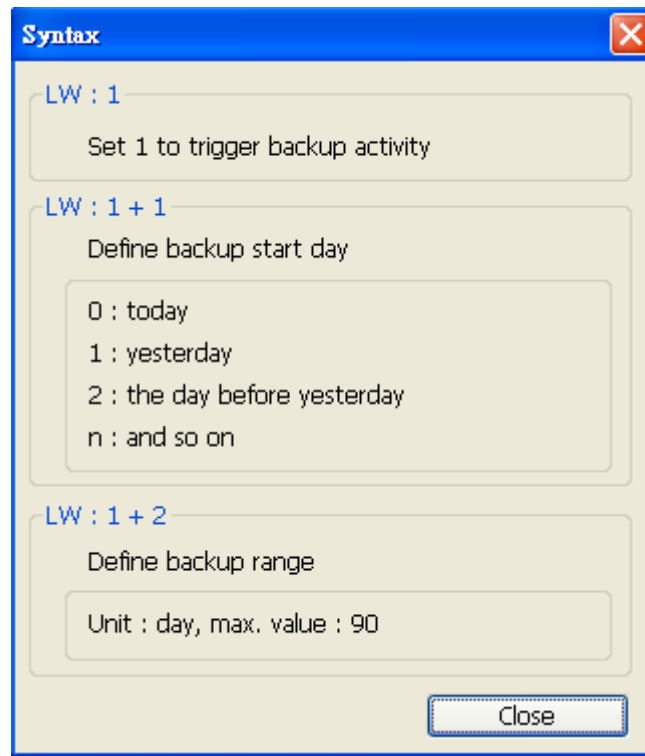 Syntax
LW : 1
Set 1 to trigger backup activity
LW : 1 + 1
Define backup start day
0 : today
1 : yesterday
2 : the day before yesterday
n : and so on
LW : 1 + 2
Define backup range
Unit : day, max. value : 90
Close